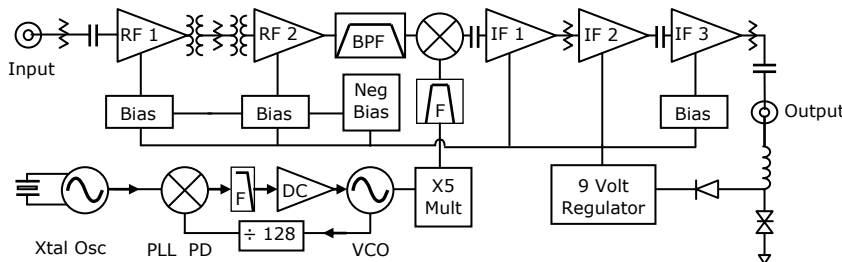 RF 1
RF 2
BPF
IF 1
IF 2
IF 3
Input
Neg
Bias
F
Bias
Bias
Bias
Output
F
DC
X5
Mult
9 Volt
Regulator
÷ 128
Xtal Osc
PLL PD
VCO